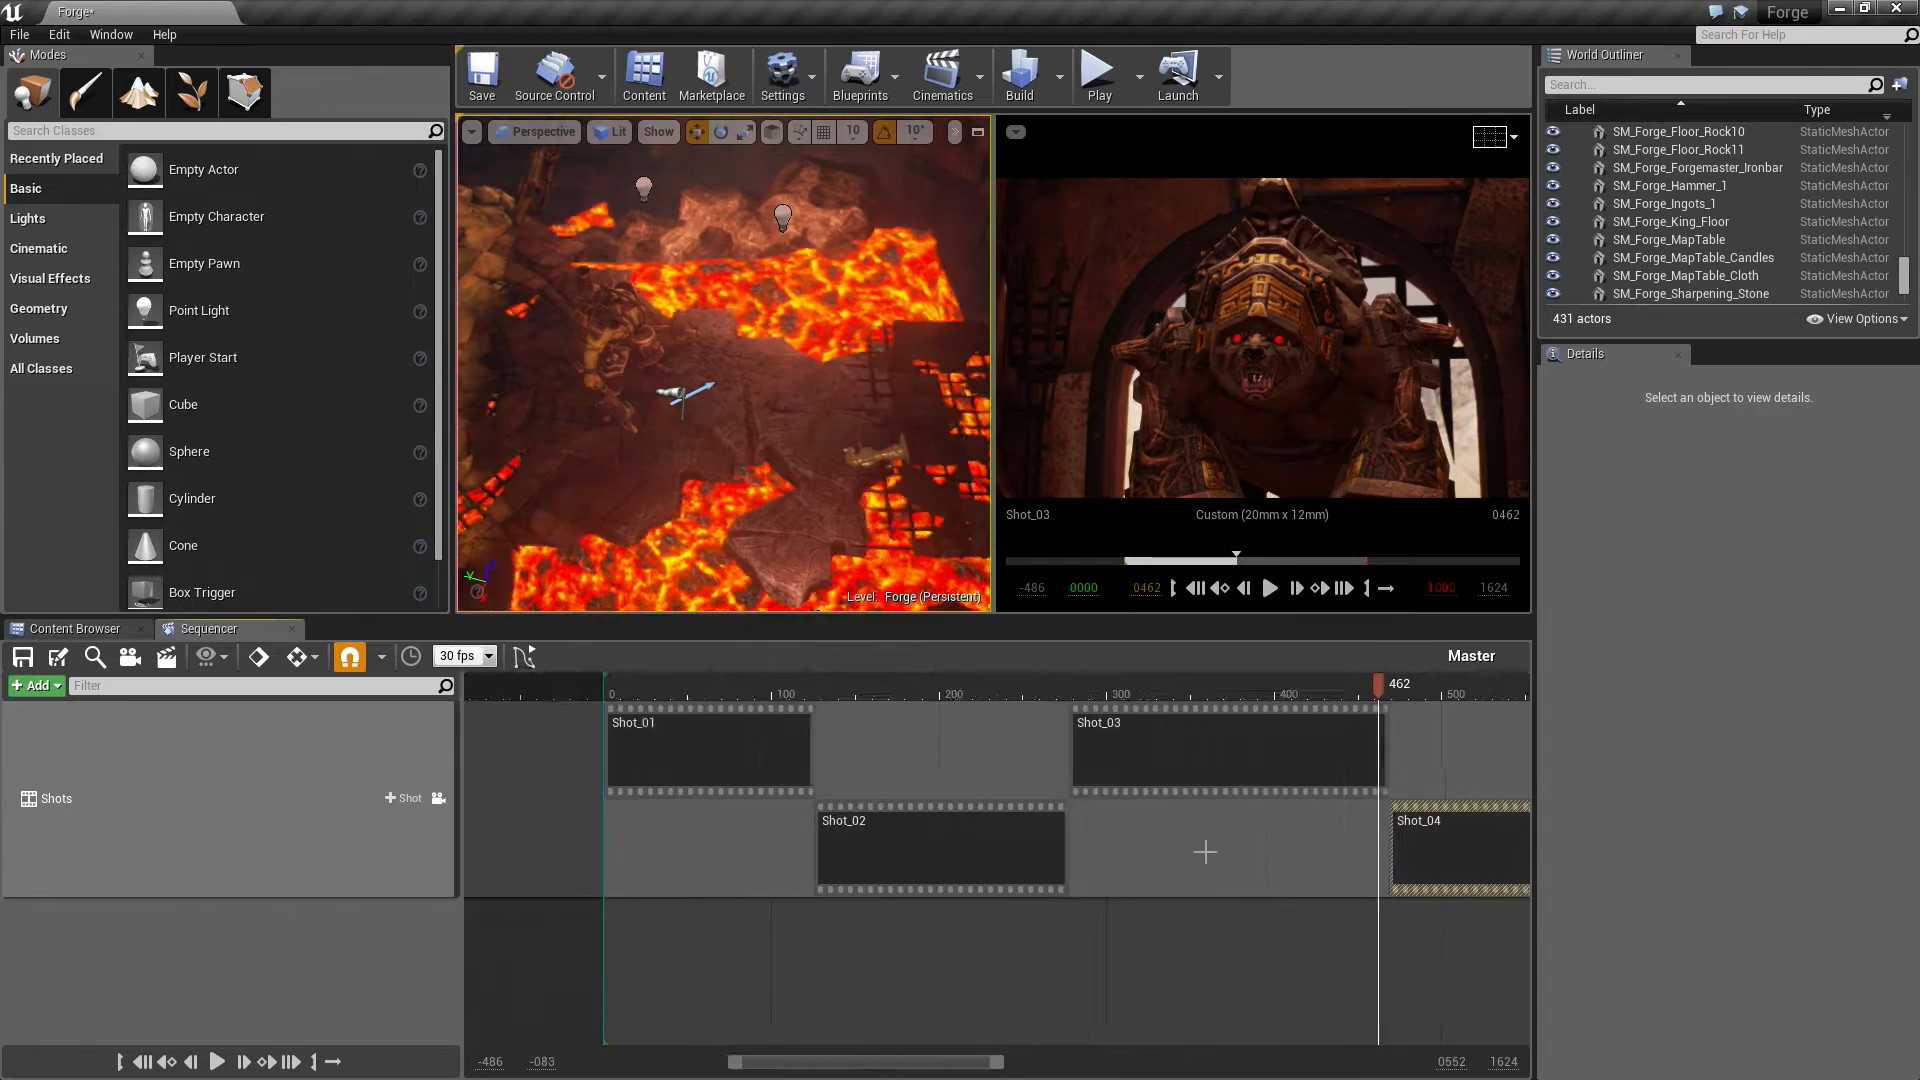 Forge*
Forge
File Edit Window Help
Search For Help
Modes
Save
Source Control
Content
Marketplace
Settings
Blueprints
Cinematics
Build
Play
Launch
World Outliner
Search Classes
Search...
Label
Type
Recently Placed
Basic
Lights
Cinematic
Visual Effects
Geometry
Volumes
All Classes
Empty Actor
Empty Character
Empty Pawn
Point Light
Player Start
Cube
Sphere
Cylinder
Cone
Box Trigger
Perspective
Lit
Show
10
10°
Level: Forge (Persistent)
Shot_03
Custom (20mm x 12mm)
0462
-486
0000
0462
1000
1624
SM_Forge_Floor_Rock10 StaticMeshActor
SM_Forge_Floor_Rock11 StaticMeshActor
SM_Forge_Forgemaster_Ironbar StaticMeshActor
SM_Forge_Hammer_1 StaticMeshActor
SM_Forge_Ingots_1 StaticMeshActor
SM_Forge_King_Floor StaticMeshActor
SM_Forge_MapTable StaticMeshActor
SM_Forge_MapTable_Candles StaticMeshActor
SM_Forge_MapTable_Cloth StaticMeshActor
SM_Forge_Sharpening_Stone StaticMeshActor
431 actors
View Options
Details
Select an object to view details.
Content Browser
Sequencer
30 fps
Master
Add
Filter
0 100 200 300 400 462 500
Shots
Shot
Shot_01
Shot_03
Shot_02
Shot_04
-486
-083
0552
1624